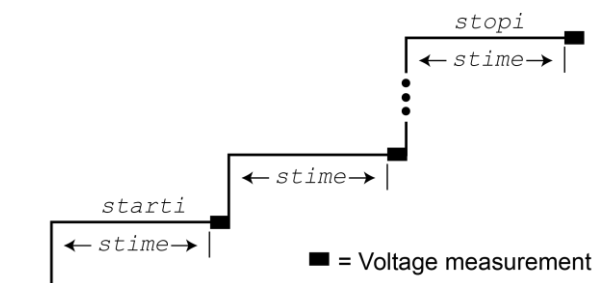 stopi
stime
stime
starti
stime
= Voltage measurement